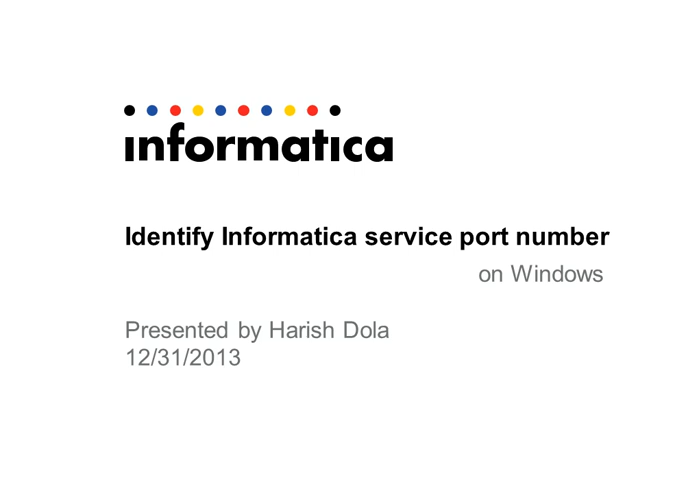 informatica
Identify Informatica service port number
on Windows
Presented by Harish Dola
12/31/2013